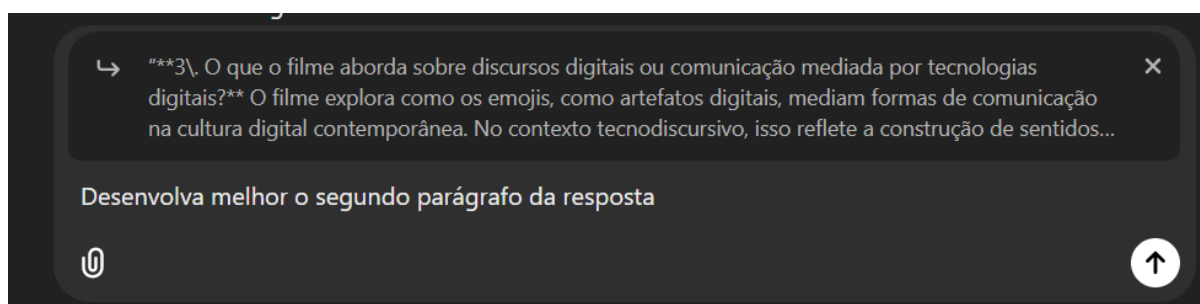 “**3\. O que o filme aborda sobre discursos digitais ou comunicação mediada por tecnologias
digitais?** O filme explora como os emojis, como artefatos digitais, mediam formas de comunicação
na cultura digital contemporânea. No contexto tecnodiscursivo, isso reflete a construção de sentidos...
Desenvolva melhor o segundo parágrafo da resposta